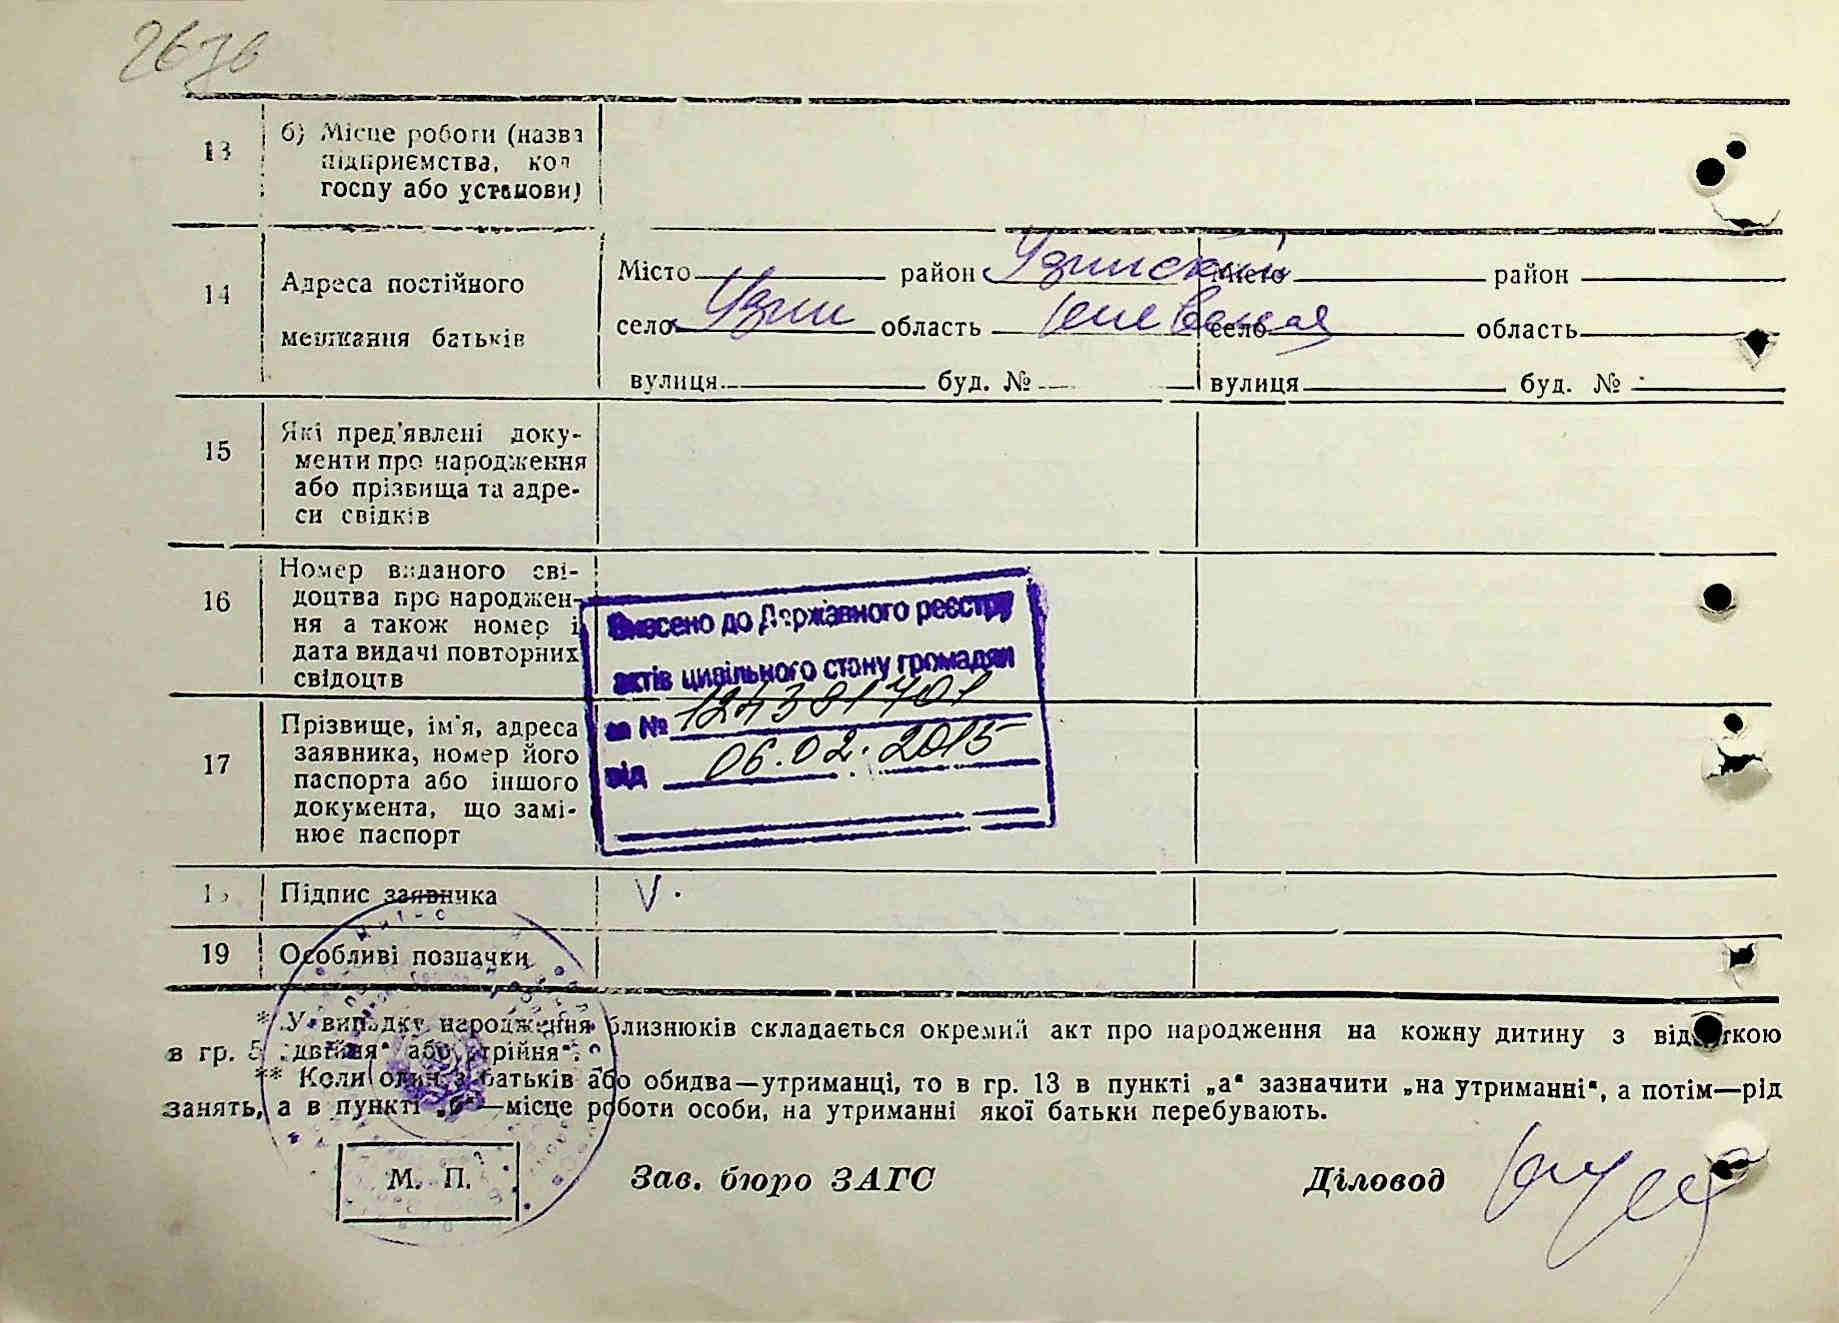 2676
13 б) Місце роботи (назва
підприємства, кол
госпу або установи)
14 Адреса постійного
мешкання батьків
Місто район Узинский Місто район
село Узин область Киевская село область
вулиця буд. № вулиця буд. №
15 Які пред'явлені доку-
менти про народження
або прізвища та адре-
си свідків
16 Номер виданого сві-
доцтва про народжен-
ня а також номер і
дата видачі повторних
свідоцтв
Внесено до Державного реєстру
актів цивільного стану громадян
за № 124381701
від 06.02.2015
17 Прізвище, ім'я, адреса
заявника, номер його
паспорта або іншого
документа, що замі-
нює паспорт
Підпис заявника V.
19 Особливі позначки
* У випадку народження близнюків складається окремий акт про народження на кожну дитину з відміткою
в гр. 5 „двійня“ або „трійня“.
** Коли один з батьків або обидва—утриманці, то в гр. 13 в пункті „а“ зазначити „на утриманні“, а потім—рід
занять, а в пункті „б“—місце роботи особи, на утриманні якої батьки перебувають.
М. П. Зав. бюро ЗАГС Діловод